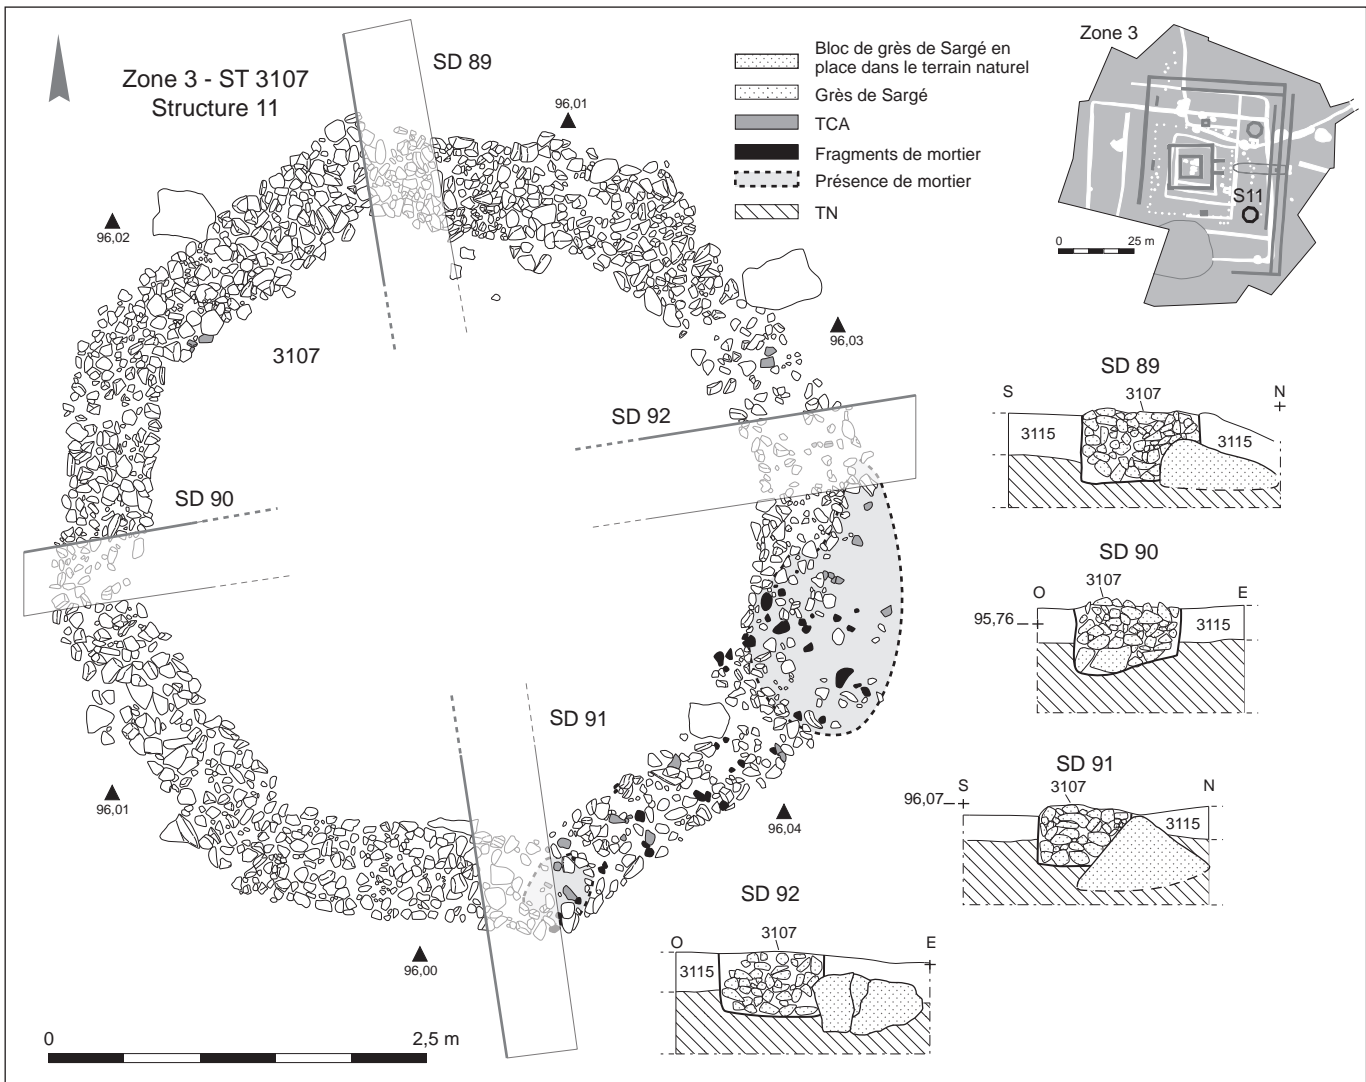 Zone 3 - ST 3107
Structure 11
SD 89
96,01
96,02
96,03
3107
SD 92
SD 90
SD 91
96,01
96,04
96,00
0
2,5 m
Bloc de grès de Sargé en
place dans le terrain naturel
Grès de Sargé
TCA
Fragments de mortier
Présence de mortier
TN
Zone 3
S11
0
25 m
SD 89
S
3107
N
3115
3115
SD 90
3107
O
E
95,76
3115
SD 91
S
3107
N
96,07
3115
SD 92
O
3107
E
3115